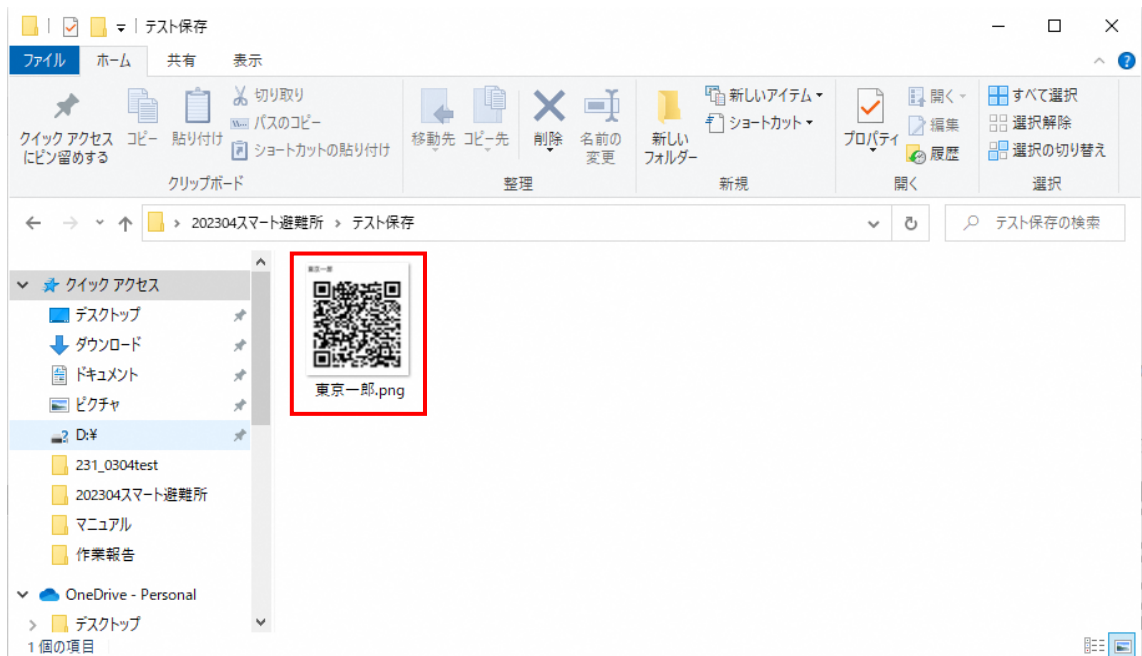 テスト保存
ファイル ホーム 共有 表示
クイック アクセス
にピン留めする
コピー
貼り付け
切り取り
パスのコピー
ショートカットの貼り付け
クリップボード
移動先
コピー先
削除
名前の
変更
整理
新しい
フォルダー
新しいアイテム
ショートカット
新規
プロパティ
開く
編集
履歴
開く
すべて選択
選択解除
選択の切り替え
選択
202304スマート避難所 › テスト保存
テスト保存の検索
クイック アクセス
デスクトップ
ダウンロード
ドキュメント
ピクチャ
D:¥
231_0304test
202304スマート避難所
マニュアル
作業報告
OneDrive - Personal
デスクトップ
東京一郎
東京一郎.png
1 個の項目